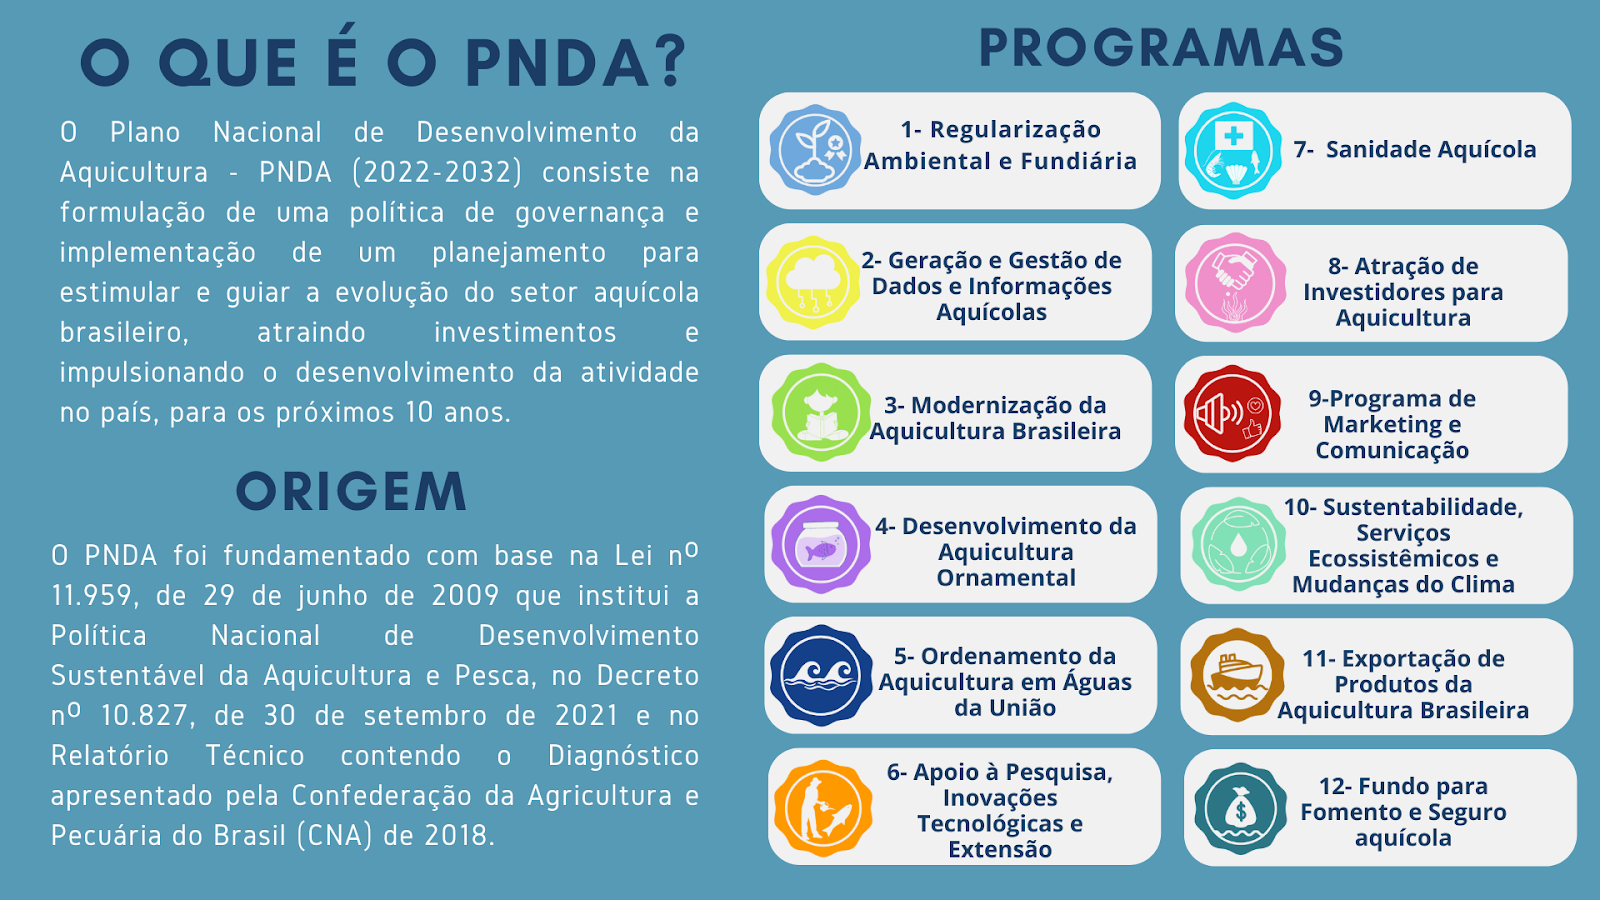 O QUE É O PNDA?
O Plano Nacional de Desenvolvimento da
Aquicultura - PNDA (2022-2032) consiste na
formulação de uma política de governança e
implementação de um planejamento para
estimular e guiar a evolução do setor aquícola
brasileiro, atraindo investimentos e
impulsionando o desenvolvimento da atividade
no país, para os próximos 10 anos.
ORIGEM
O PNDA foi fundamentado com base na Lei nº
11.959, de 29 de junho de 2009 que institui a
Política Nacional de Desenvolvimento
Sustentável da Aquicultura e Pesca, no Decreto
nº 10.827, de 30 de setembro de 2021 e no
Relatório Técnico contendo o Diagnóstico
apresentado pela Confederação da Agricultura e
Pecuária do Brasil (CNA) de 2018.
PROGRAMAS
1- Regularização
Ambiental e Fundiária
2- Geração e Gestão de
Dados e Informações
Aquícolas
3- Modernização da
Aquicultura Brasileira
4- Desenvolvimento da
Aquicultura
Ornamental
5- Ordenamento da
Aquicultura em Águas
da União
6- Apoio à Pesquisa,
Inovações
Tecnológicas e
Extensão
7- Sanidade Aquícola
8- Atração de
Investidores para
Aquicultura
9-Programa de
Marketing e
Comunicação
10- Sustentabilidade,
Serviços
Ecossistêmicos e
Mudanças do Clima
11- Exportação de
Produtos da
Aquicultura Brasileira
12- Fundo para
Fomento e Seguro
aquícola
$